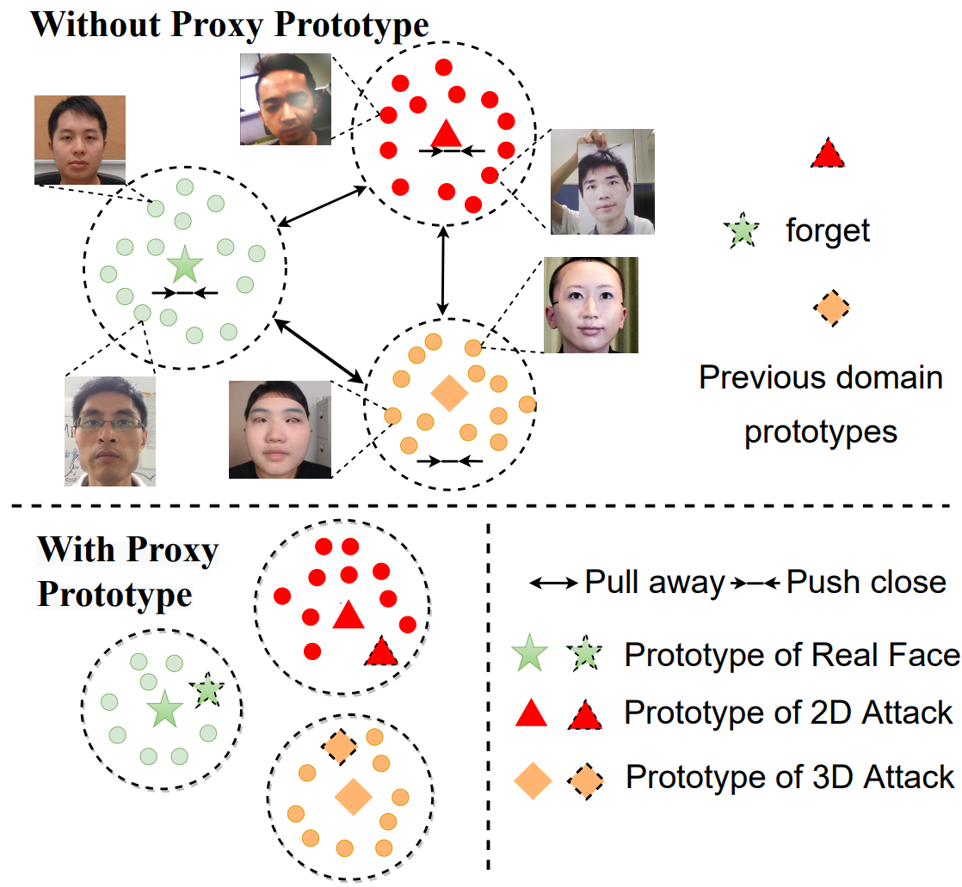 Without Proxy Prototype
forget
Previous domain
prototypes
With Proxy
Prototype
Pull away
Push close
Prototype of Real Face
Prototype of 2D Attack
Prototype of 3D Attack